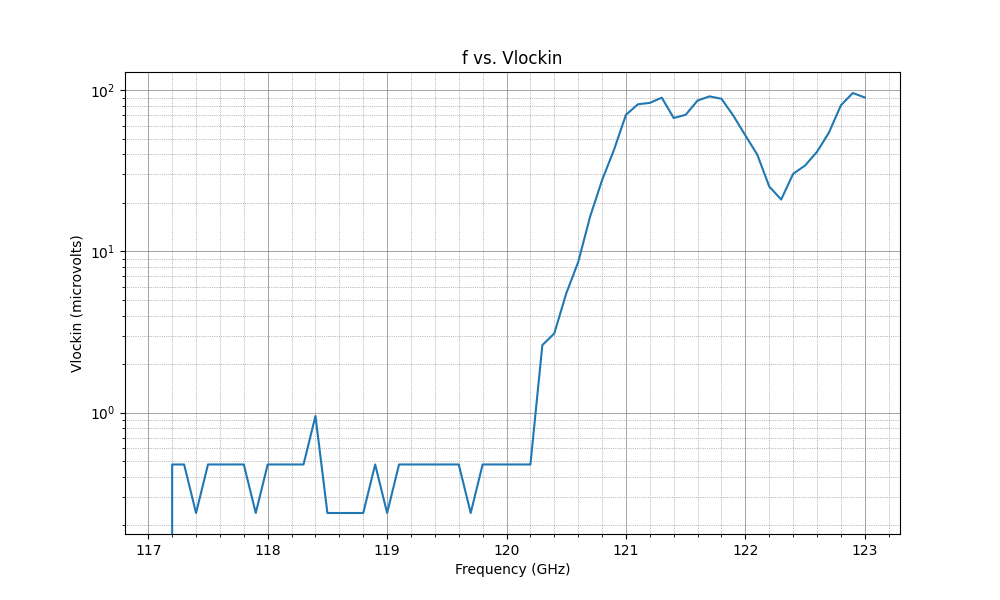 f vs. Vlockin
Vlockin (microvolts)
10²
10¹
10⁰
117 118 119 120 121 122 123
Frequency (GHz)